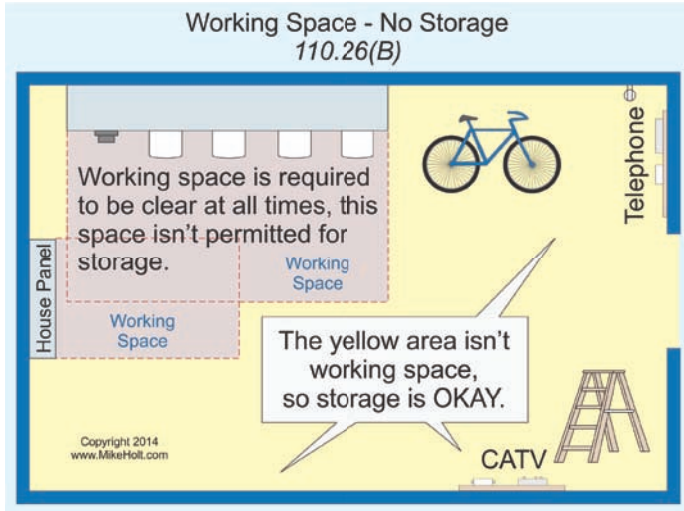 Working Space - No Storage
110.26(B)
Working space is required
to be clear at all times, this
space isn't permitted for
storage.
Working
Space
House Panel
Working
Space
Telephone
The yellow area isn't
working space,
so storage is OKAY.
Copyright 2014
www.MikeHolt.com
CATV